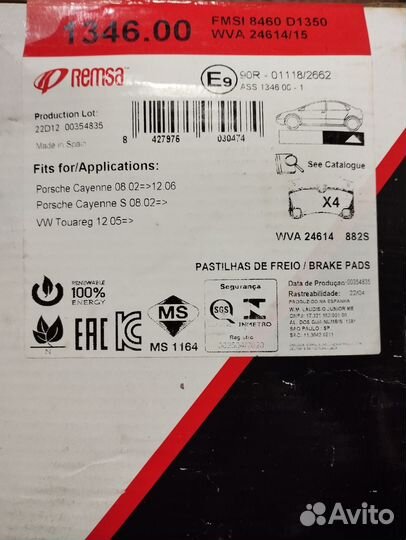 1346.00
FMSI 8460 D1350
WVA 24614/15
REMSA
E9
90R - 01118/2662
ASS 1346 00 - 1
Production Lot:
22D12 00354835
Made in Spain
8 427976 030474
Fits for/Applications:
Porsche Cayenne 08.02=>12.06
Porsche Cayenne S 08.02=>
VW Touareg 12.05=>
See Catalogue
X4
WVA 24614 882S
PASTILHAS DE FREIO / BRAKE PADS
RENEWABLE
100%
ENERGY
N
EAC
MS
MS 1164
Segurança
SGS
INMETRO
Registro
Data de Produção: 00354835
Rastreabilidade: 22/04
PRODUZIDO NA ESPANHA
SAO PAULO - SP.
Avito